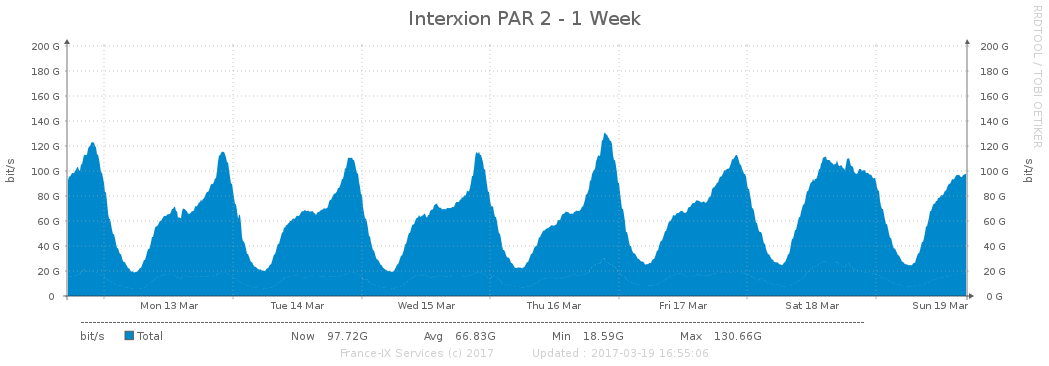 Interxion PAR 2 - 1 Week
RRDTOOL / TOBI OETIKER
200 G 200 G
180 G 180 G
160 G 160 G
140 G 140 G
120 G 120 G
100 G 100 G
80 G 80 G
60 G 60 G
40 G 40 G
20 G 20 G
0 0 G
bit/s
bit/s
Mon 13 Mar Tue 14 Mar Wed 15 Mar Thu 16 Mar Fri 17 Mar Sat 18 Mar Sun 19 Mar
bit/s Total Now 97.72G Avg 66.83G Min 18.59G Max 130.66G
France-IX Services (c) 2017 Updated : 2017-03-19 16:55:06